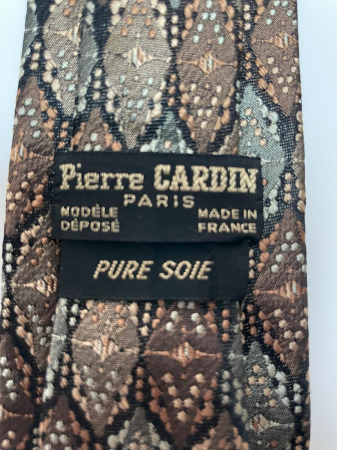 Pierre CARDIN
PARIS
MODÈLE DÉPOSÉ
MADE IN FRANCE
PURE SOIE